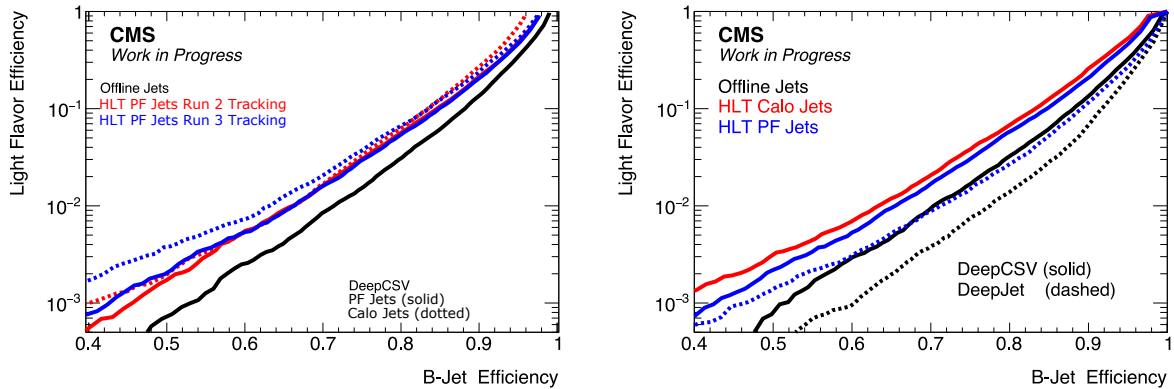 CMS
Work in Progress
Offline Jets
HLT PF Jets Run 2 Tracking
HLT PF Jets Run 3 Tracking
DeepCSV
PF Jets (solid)
Calo Jets (dotted)
Light Flavor Efficiency
1
10⁻¹
10⁻²
10⁻³
0.4 0.5 0.6 0.7 0.8 0.9 1
B-Jet Efficiency
CMS
Work in Progress
Offline Jets
HLT Calo Jets
HLT PF Jets
DeepCSV (solid)
DeepJet (dashed)
Light Flavor Efficiency
1
10⁻¹
10⁻²
10⁻³
0.4 0.5 0.6 0.7 0.8 0.9 1
B-Jet Efficiency